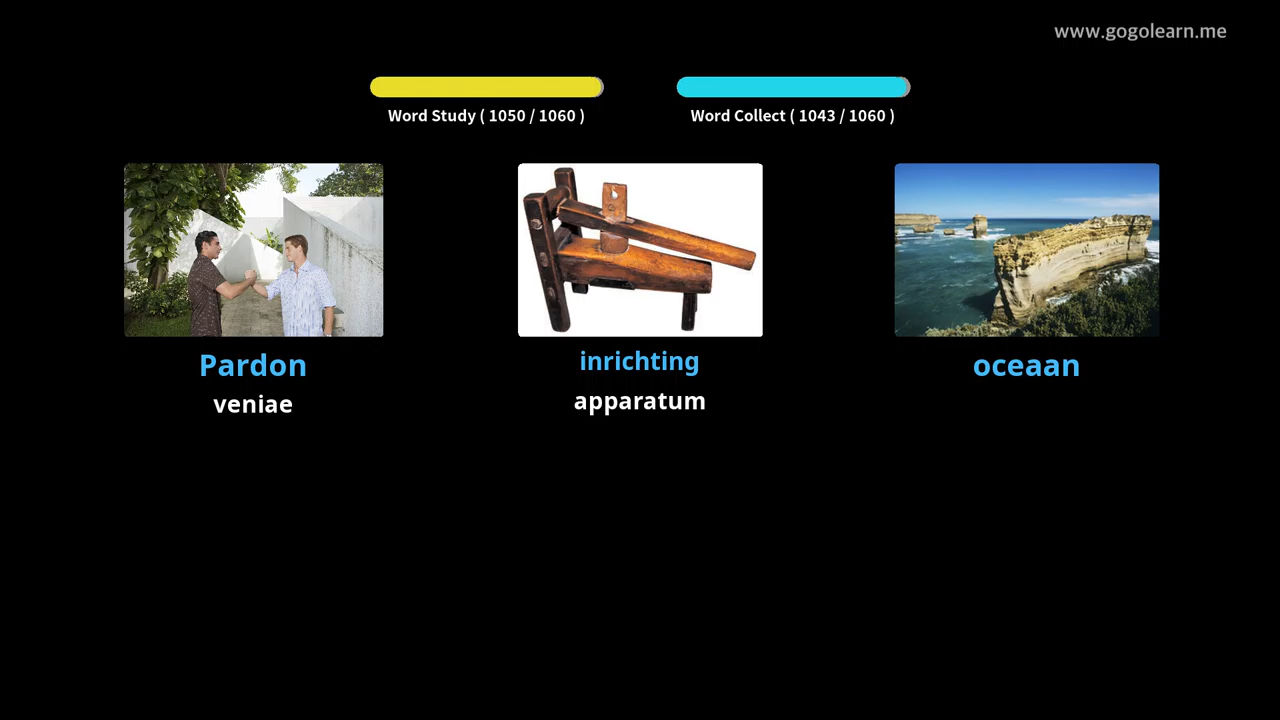 www.gogolearn.me
Word Study ( 1050 / 1060 )
Word Collect ( 1043 / 1060 )
Pardon
veniae
inrichting
apparatum
oceaan